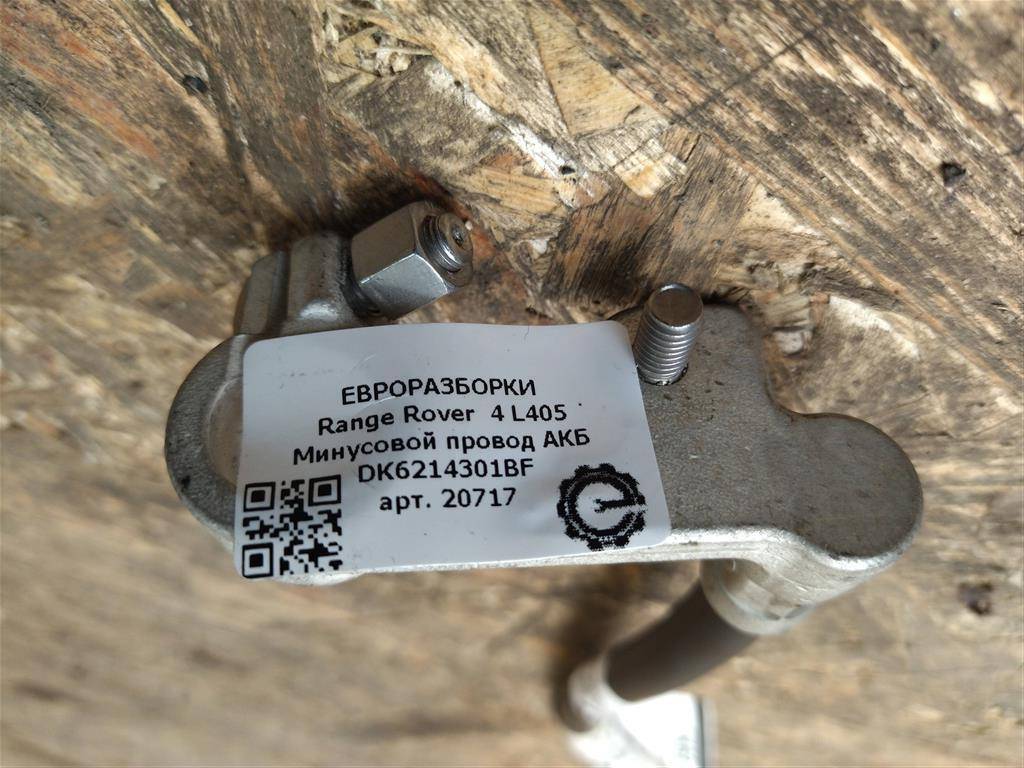 ЕВРОРАЗБОРКИ
Range Rover 4 L405
Минусовой провод АКБ
DK6214301BF
арт. 20717